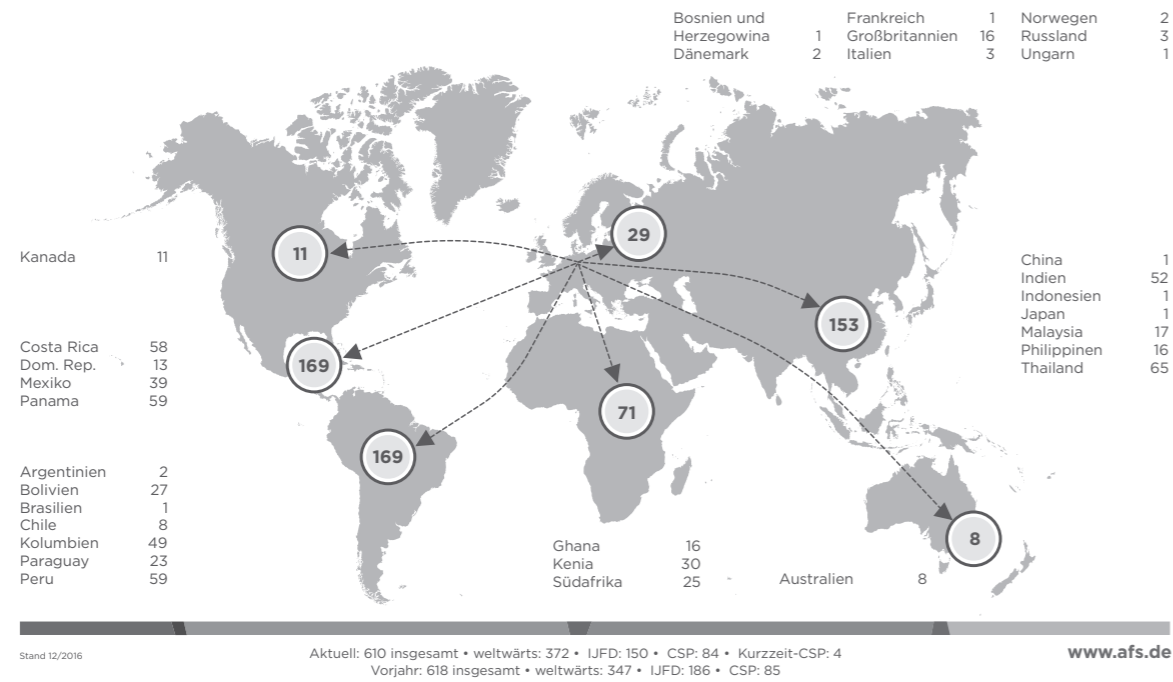 Bosnien und
Herzegowina 1
Dänemark 2
Frankreich 1
Großbritannien 16
Italien 3
Norwegen 2
Russland 3
Ungarn 1
11
29
153
169
71
169
8
Kanada 11
Costa Rica 58
Dom. Rep. 13
Mexiko 39
Panama 59
Argentinien 2
Bolivien 27
Brasilien 1
Chile 8
Kolumbien 49
Paraguay 23
Peru 59
Ghana 16
Kenia 30
Südafrika 25
Australien 8
China 1
Indien 52
Indonesien 1
Japan 1
Malaysia 17
Philippinen 16
Thailand 65
Stand 12/2016
Aktuell: 610 insgesamt • weltwärts: 372 • IJFD: 150 • CSP: 84 • Kurzzeit-CSP: 4
Vorjahr: 618 insgesamt • weltwärts: 347 • IJFD: 186 • CSP: 85
www.afs.de